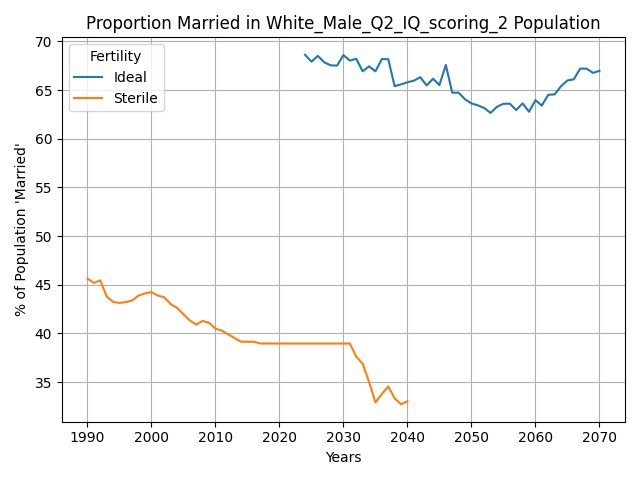 Proportion Married in White_Male_Q2_IQ_scoring_2 Population
% of Population 'Married'
70
65
60
55
50
45
40
35
Fertility
Ideal
Sterile
1990 2000 2010 2020 2030 2040 2050 2060 2070
Years